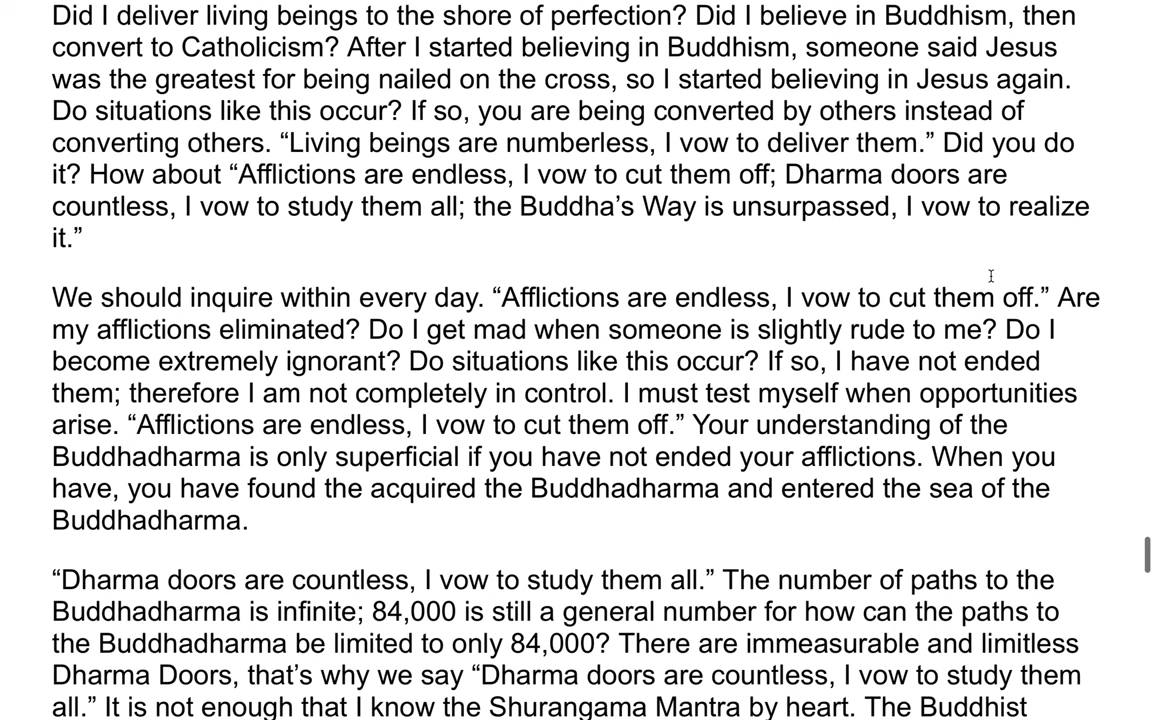 Did I deliver living beings to the shore of perfection? Did I believe in Buddhism, then
convert to Catholicism? After I started believing in Buddhism, someone said Jesus
was the greatest for being nailed on the cross, so I started believing in Jesus again.
Do situations like this occur? If so, you are being converted by others instead of
converting others. “Living beings are numberless, I vow to deliver them.” Did you do
it? How about “Afflictions are endless, I vow to cut them off; Dharma doors are
countless, I vow to study them all; the Buddha’s Way is unsurpassed, I vow to realize
it.”
We should inquire within every day. “Afflictions are endless, I vow to cut them off.” Are
my afflictions eliminated? Do I get mad when someone is slightly rude to me? Do I
become extremely ignorant? Do situations like this occur? If so, I have not ended
them; therefore I am not completely in control. I must test myself when opportunities
arise. “Afflictions are endless, I vow to cut them off.” Your understanding of the
Buddhadharma is only superficial if you have not ended your afflictions. When you
have, you have found the acquired the Buddhadharma and entered the sea of the
Buddhadharma.
“Dharma doors are countless, I vow to study them all.” The number of paths to the
Buddhadharma is infinite; 84,000 is still a general number for how can the paths to
the Buddhadharma be limited to only 84,000? There are immeasurable and limitless
Dharma Doors, that’s why we say “Dharma doors are countless, I vow to study them
all.” It is not enough that I know the Shurangama Mantra by heart. The Buddhist